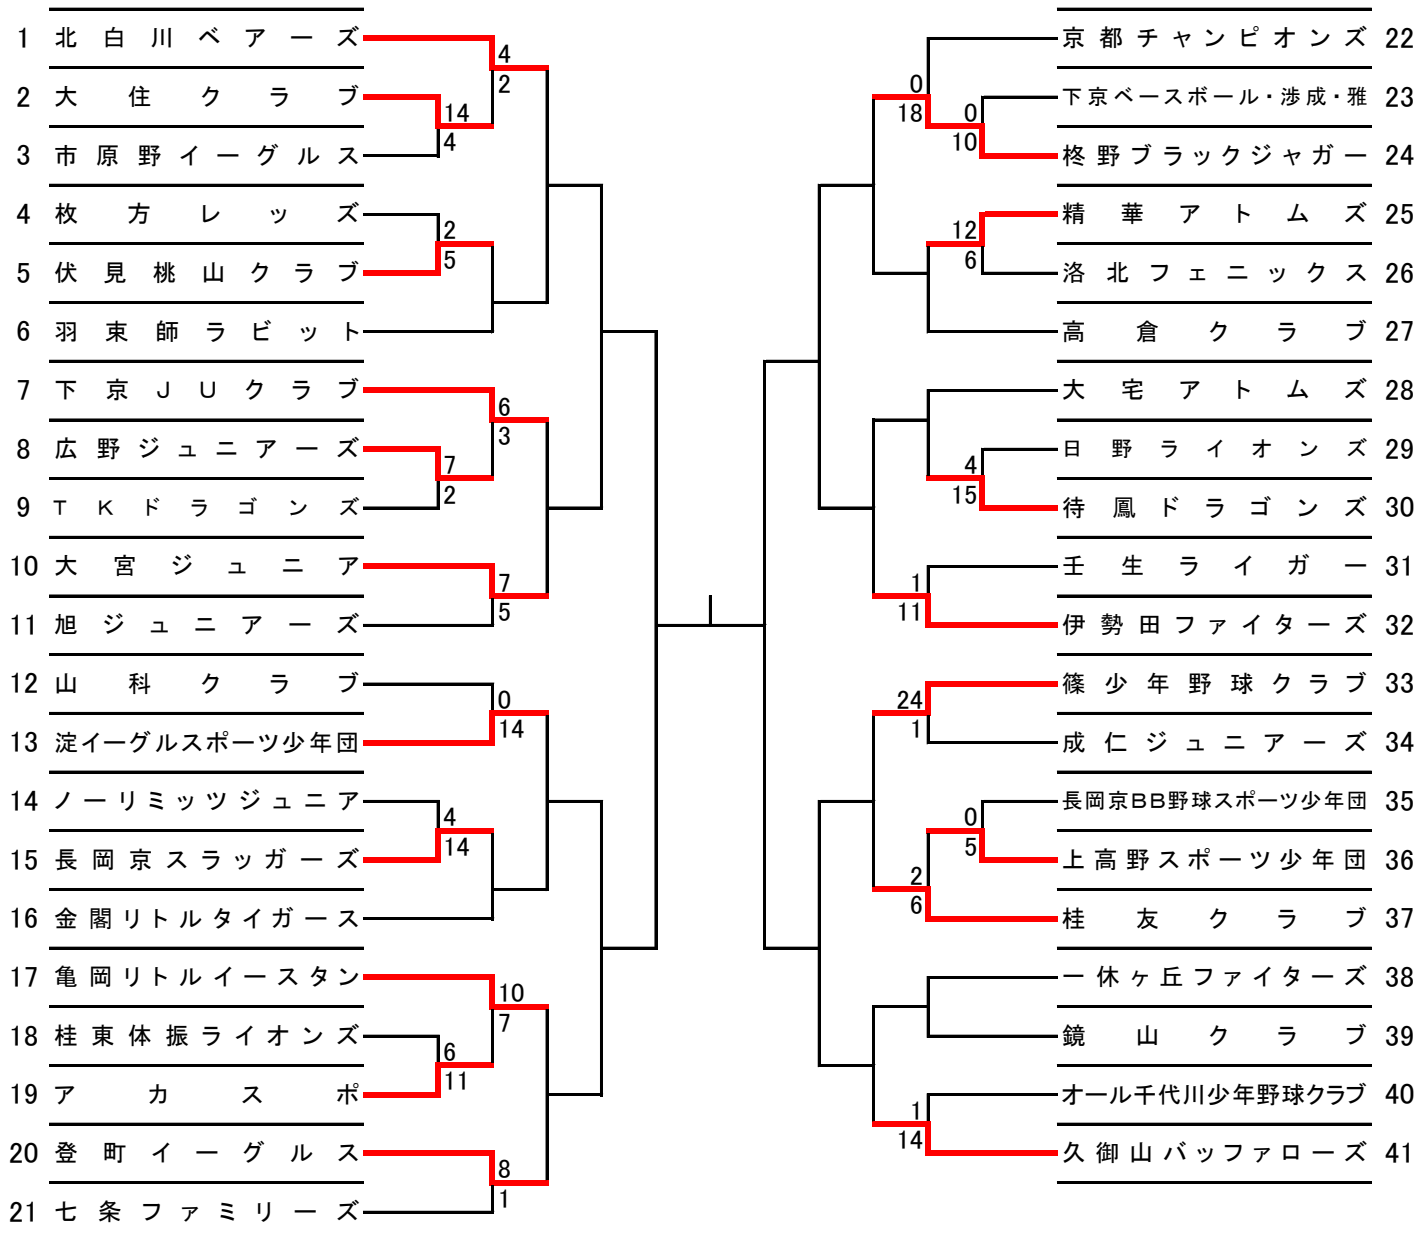 1 北白川ベアーズ
2 大住クラブ
3 市原野イーグルス
4 枚方レッズ
5 伏見桃山クラブ
6 羽束師ラビット
7 下京JUクラブ
8 広野ジュニアーズ
9 TKドラゴンズ
10 大宮ジュニア
11 旭ジュニアーズ
12 山科クラブ
13 淀イーグルスポーツ少年団
14 ノーリミッツジュニア
15 長岡京スラッガーズ
16 金閣リトルタイガース
17 亀岡リトルイースタン
18 桂東体振ライオンズ
19 アカスポ
20 登町イーグルス
21 七条ファミリーズ
4
2
14
4
2
5
6
3
7
2
7
5
0
14
4
14
10
7
6
11
8
1
0
18
0
10
12
6
4
15
1
11
24
1
0
5
2
6
1
14
京都チャンピオンズ 22
下京ベースボール・渉成・雅 23
柊野ブラックジャガー 24
精華アトムズ 25
洛北フェニックス 26
高倉クラブ 27
大宅アトムズ 28
日野ライオンズ 29
待鳳ドラゴンズ 30
壬生ライガー 31
伊勢田ファイターズ 32
篠少年野球クラブ 33
成仁ジュニアーズ 34
長岡京BB野球スポーツ少年団 35
上高野スポーツ少年団 36
桂友クラブ 37
一休ヶ丘ファイターズ 38
鏡山クラブ 39
オール千代川少年野球クラブ 40
久御山バッファローズ 41